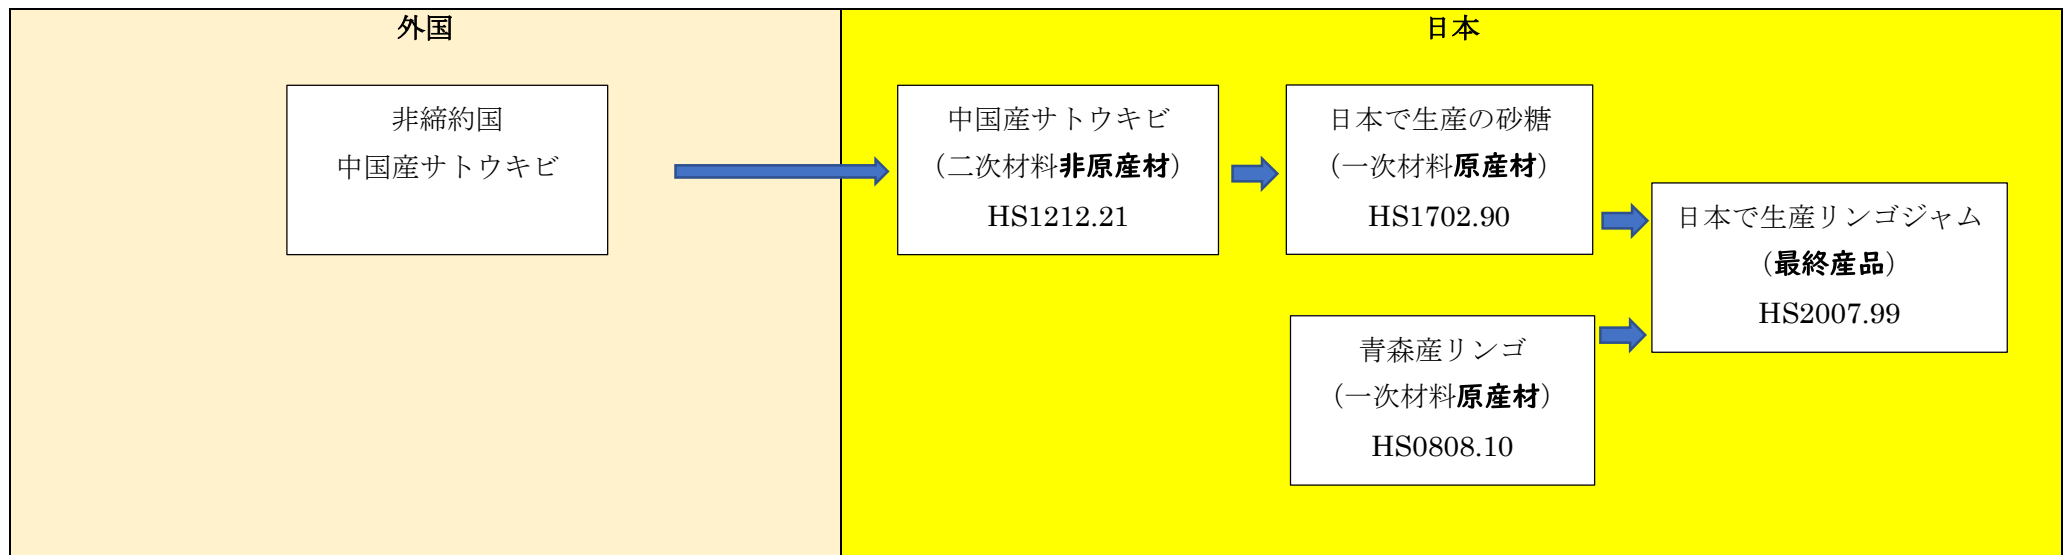 外国
日本
非締約国
中国産サトウキビ
中国産サトウキビ
（二次材料非原産材）
HS1212.21
日本で生産の砂糖
（一次材料原産材）
HS1702.90
日本で生産リンゴジャム
（最終産品）
HS2007.99
青森産リンゴ
（一次材料原産材）
HS0808.10